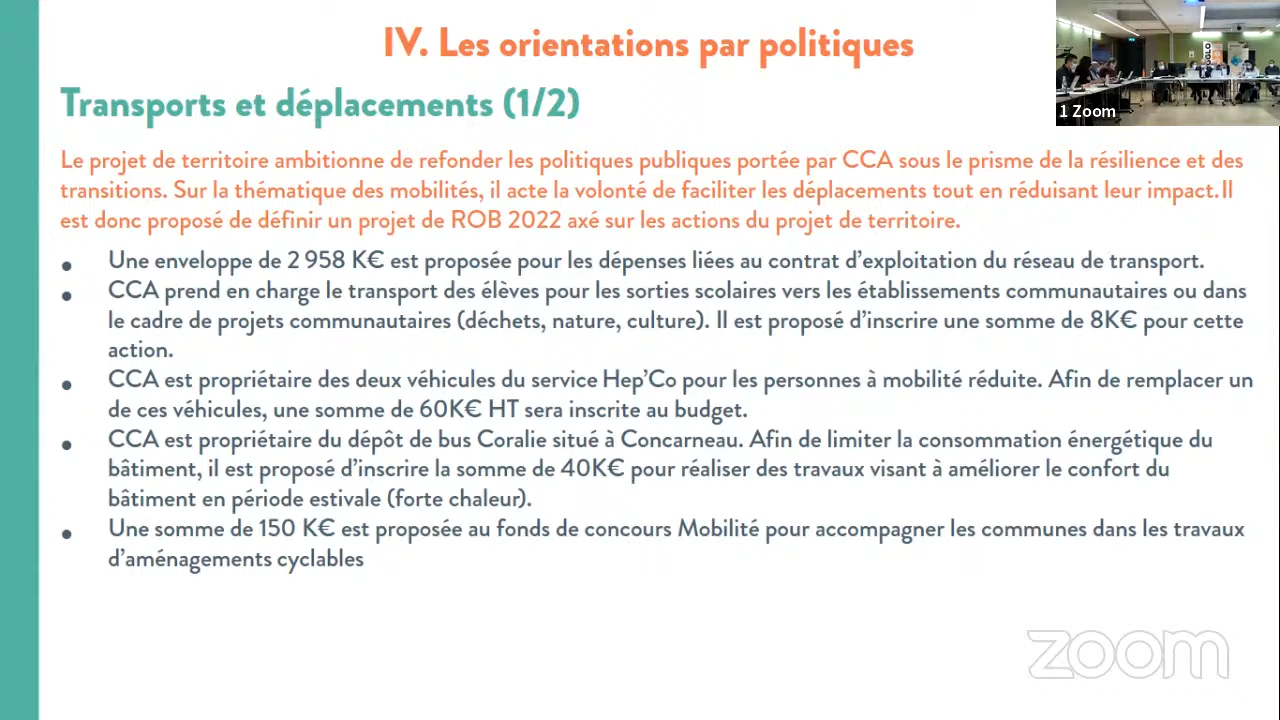 IV. Les orientations par politiques
Transports et déplacements (1/2)
Le projet de territoire ambitionne de refonder les politiques publiques portée par CCA sous le prisme de la résilience et des
transitions. Sur la thématique des mobilités, il acte la volonté de faciliter les déplacements tout en réduisant leur impact.Il
est donc proposé de définir un projet de ROB 2022 axé sur les actions du projet de territoire.
• Une enveloppe de 2 958 K€ est proposée pour les dépenses liées au contrat d’exploitation du réseau de transport.
• CCA prend en charge le transport des élèves pour les sorties scolaires vers les établissements communautaires ou dans
le cadre de projets communautaires (déchets, nature, culture). Il est proposé d’inscrire une somme de 8K€ pour cette
action.
• CCA est propriétaire des deux véhicules du service Hep’Co pour les personnes à mobilité réduite. Afin de remplacer un
de ces véhicules, une somme de 60K€ HT sera inscrite au budget.
• CCA est propriétaire du dépôt de bus Coralie situé à Concarneau. Afin de limiter la consommation énergétique du
bâtiment, il est proposé d’inscrire la somme de 40K€ pour réaliser des travaux visant à améliorer le confort du
bâtiment en période estivale (forte chaleur).
• Une somme de 150 K€ est proposée au fonds de concours Mobilité pour accompagner les communes dans les travaux
d’aménagements cyclables
1 Zoom
zoom